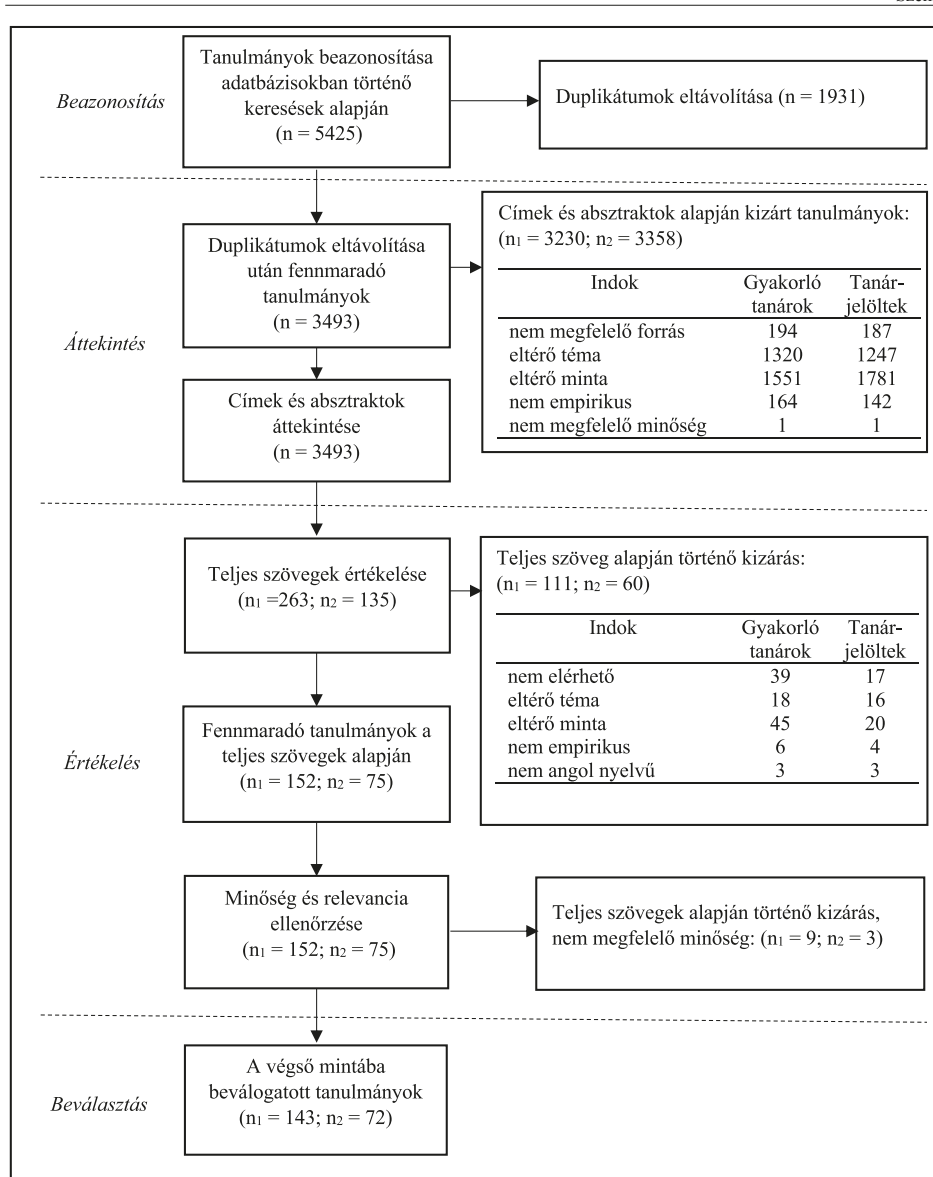 Beazonosítás
Tanulmányok beazonosítása
adatbázisokban történő
keresések alapján
(n = 5425)
Duplikátumok eltávolítása (n = 1931)
Áttekintés
Duplikátumok eltávolítása
után fennmaradó
tanulmányok
(n = 3493)
Címek és absztraktok alapján kizárt tanulmányok:
(n₁ = 3230; n₂ = 3358)
Indok Gyakorló Tanár-
tanárok jelöltek
nem megfelelő forrás 194 187
eltérő téma 1320 1247
eltérő minta 1551 1781
nem empirikus 164 142
nem megfelelő minőség 1 1
Címek és absztraktok
áttekintése
(n = 3493)
Értékelés
Teljes szövegek értékelése
(n₁ =263; n₂ = 135)
Teljes szöveg alapján történő kizárás:
(n₁ = 111; n₂ = 60)
Indok Gyakorló Tanár-
tanárok jelöltek
nem elérhető 39 17
eltérő téma 18 16
eltérő minta 45 20
nem empirikus 6 4
nem angol nyelvű 3 3
Fennmaradó tanulmányok a
teljes szövegek alapján
(n₁ = 152; n₂ = 75)
Minőség és relevancia
ellenőrzése
(n₁ = 152; n₂ = 75)
Teljes szövegek alapján történő kizárás,
nem megfelelő minőség: (n₁ = 9; n₂ = 3)
Beválasztás
A végső mintába
beválogatott tanulmányok
(n₁ = 143; n₂ = 72)